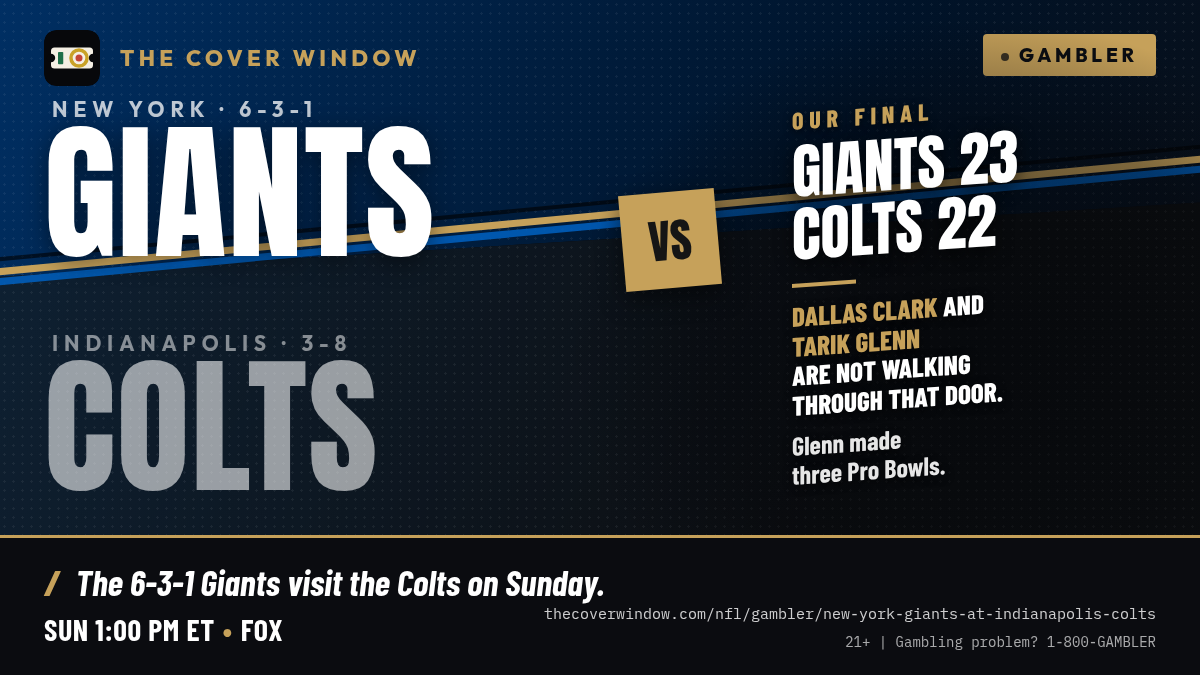 THE COVER WINDOW
• GAMBLER
NEW YORK · 6-3-1
GIANTS
VS
INDIANAPOLIS · 3-8
COLTS
OUR FINAL
GIANTS 23
COLTS 22
DALLAS CLARK AND
TARIK GLENN
ARE NOT WALKING
THROUGH THAT DOOR.
Glenn made
three Pro Bowls.
/ The 6-3-1 Giants visit the Colts on Sunday.
SUN 1:00 PM ET • FOX
thecoverwindow.com/nfl/gambler/new-york-giants-at-indianapolis-colts
21+ | Gambling problem? 1-800-GAMBLER